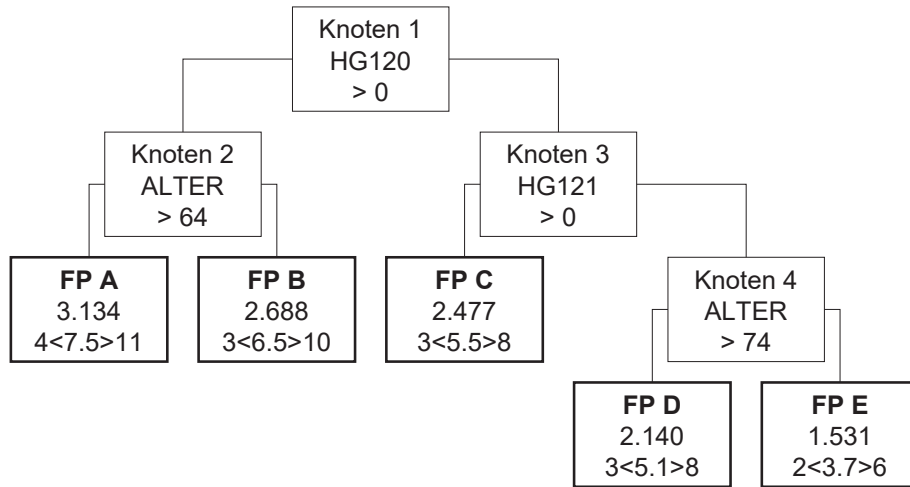 Knoten 1
HG120
> 0
Knoten 2
ALTER
> 64
Knoten 3
HG121
> 0
FP A
3.134
4<7.5>11
FP B
2.688
3<6.5>10
FP C
2.477
3<5.5>8
Knoten 4
ALTER
> 74
FP D
2.140
3<5.1>8
FP E
1.531
2<3.7>6